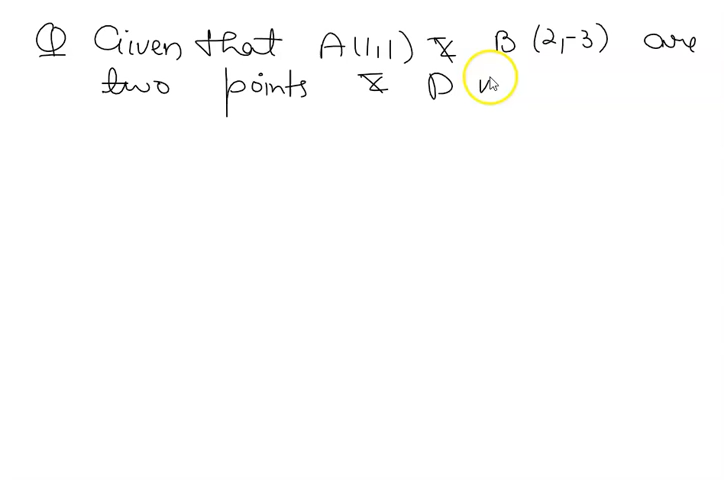 Q Given that A(1,1) & B (2,-3) are
two points & D